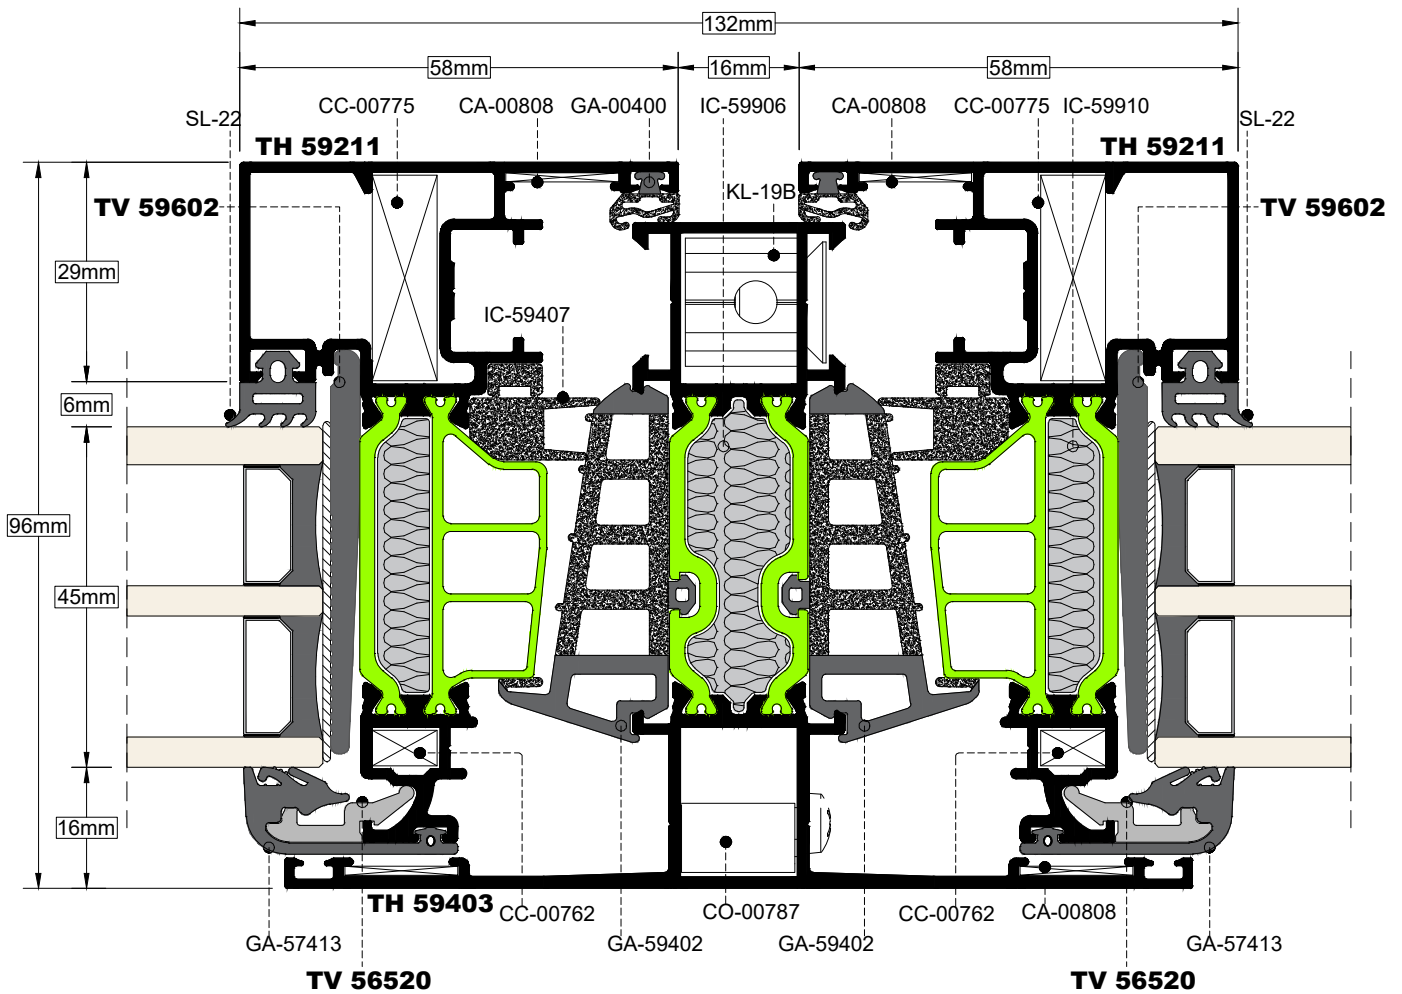 132mm
58mm
16mm
58mm
CC-00775
CA-00808
GA-00400
IC-59906
CA-00808
CC-00775
IC-59910
SL-22
SL-22
TH 59211
TH 59211
KL-19B
TV 59602
TV 59602
29mm
IC-59407
6mm
96mm
45mm
16mm
TH 59403
CC-00762
CO-00787
CC-00762
CA-00808
GA-57413
GA-59402
GA-59402
GA-57413
TV 56520
TV 56520